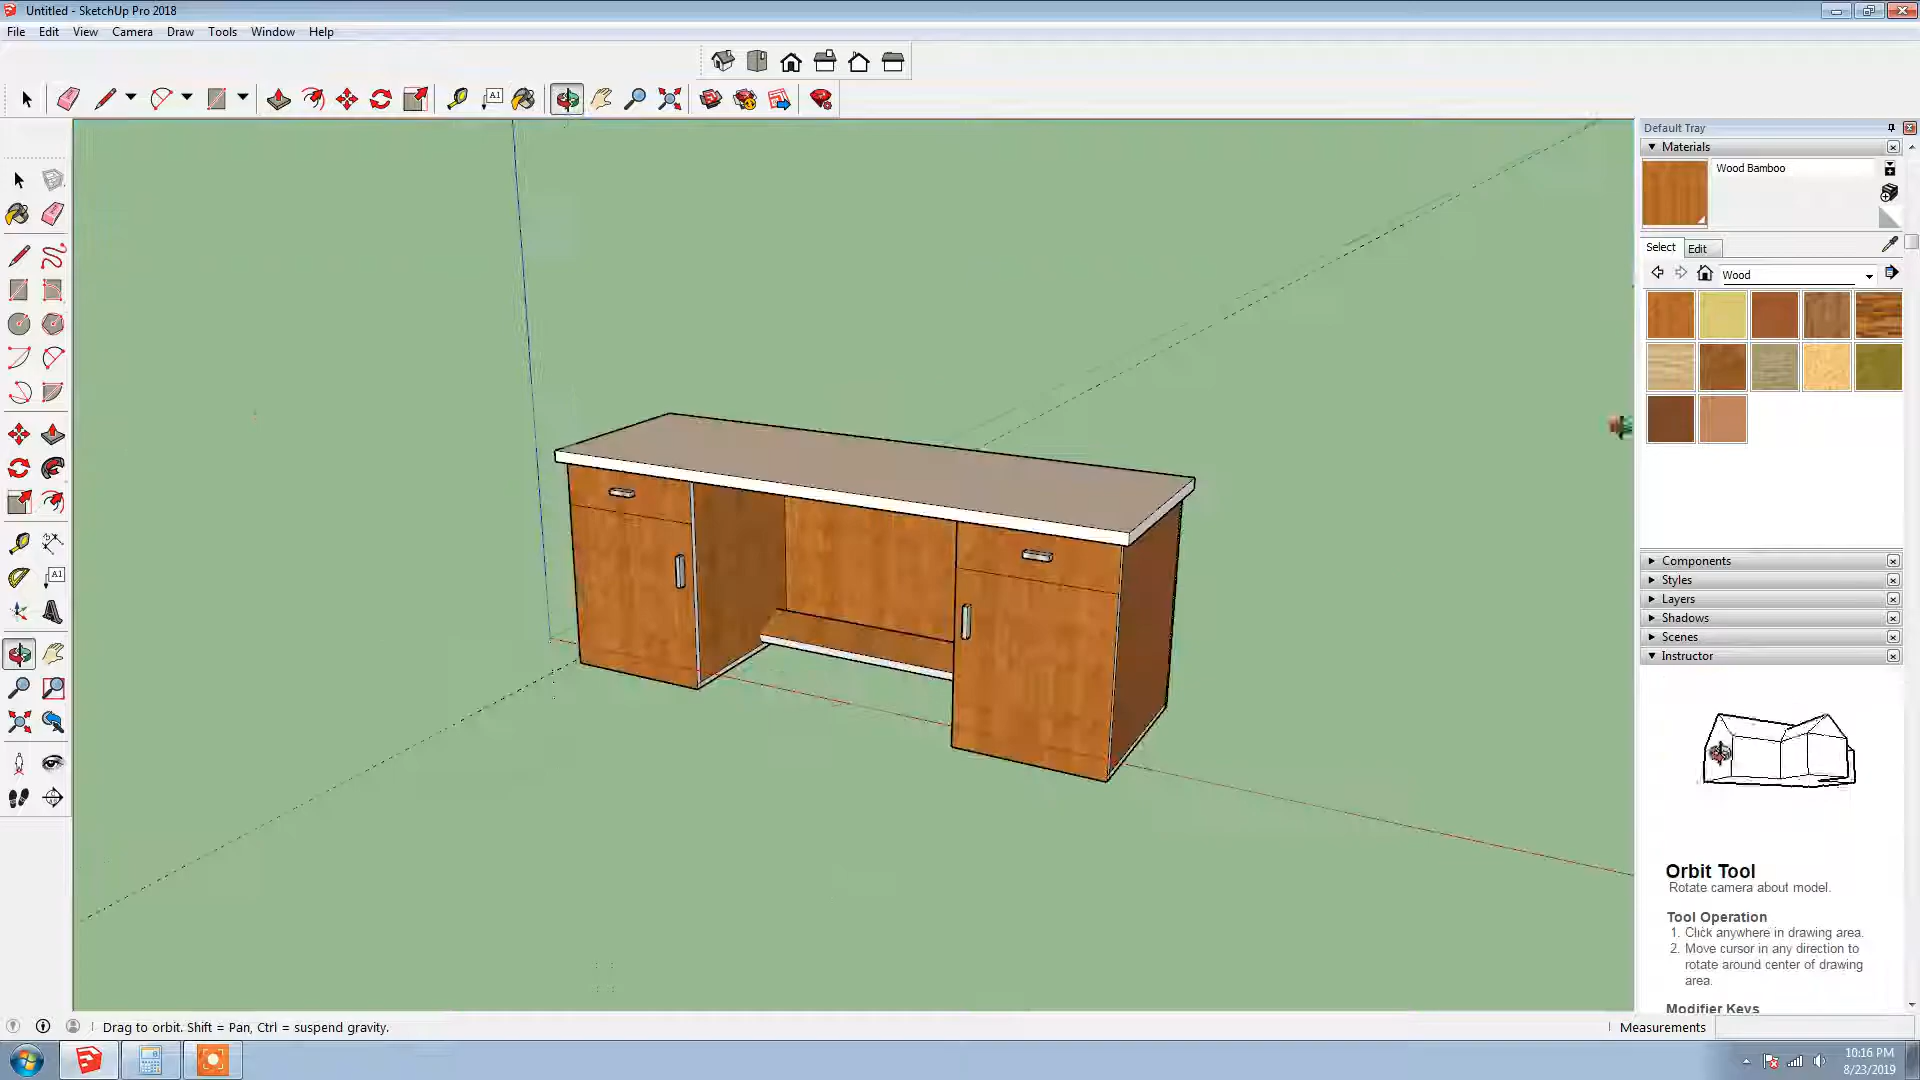 Untitled - SketchUp Pro 2018
File Edit View Camera Draw Tools Window Help
A1
Default Tray
Materials
Wood Bamboo
Select Edit
Wood
A1
Components
Styles
Layers
Shadows
Scenes
Instructor
Orbit Tool
Rotate camera about model.
Tool Operation
1. Click anywhere in drawing area.
2. Move cursor in any direction to
rotate around center of drawing
area.
Modifier Keys
Drag to orbit. Shift = Pan, Ctrl = suspend gravity.
Measurements
10:16 PM
8/23/2019